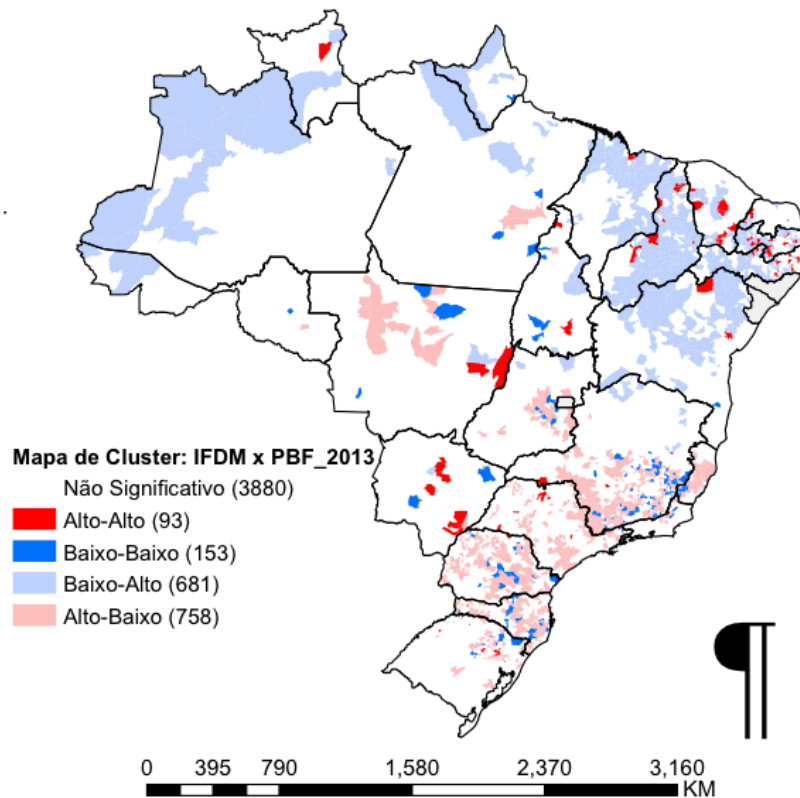 Mapa de Cluster: IFDM x PBF_2013
Não Significativo (3880)
Alto-Alto (93)
Baixo-Baixo (153)
Baixo-Alto (681)
Alto-Baixo (758)
¶
0 395 790 1,580 2,370 3,160
KM